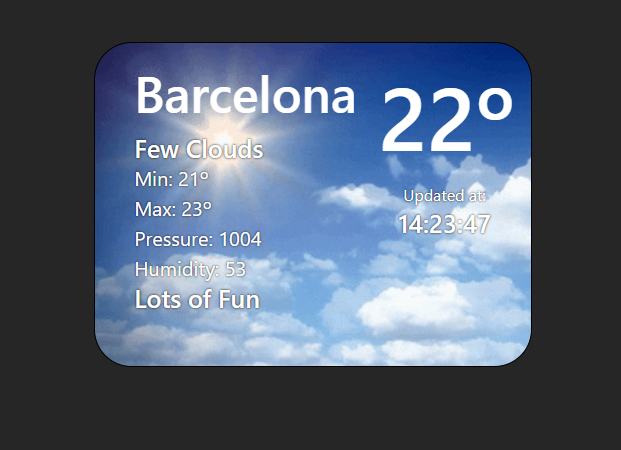 Barcelona
22º
Few Clouds
Min: 21º
Max: 23º
Pressure: 1004
Humidity: 53
Lots of Fun
Updated at:
14:23:47